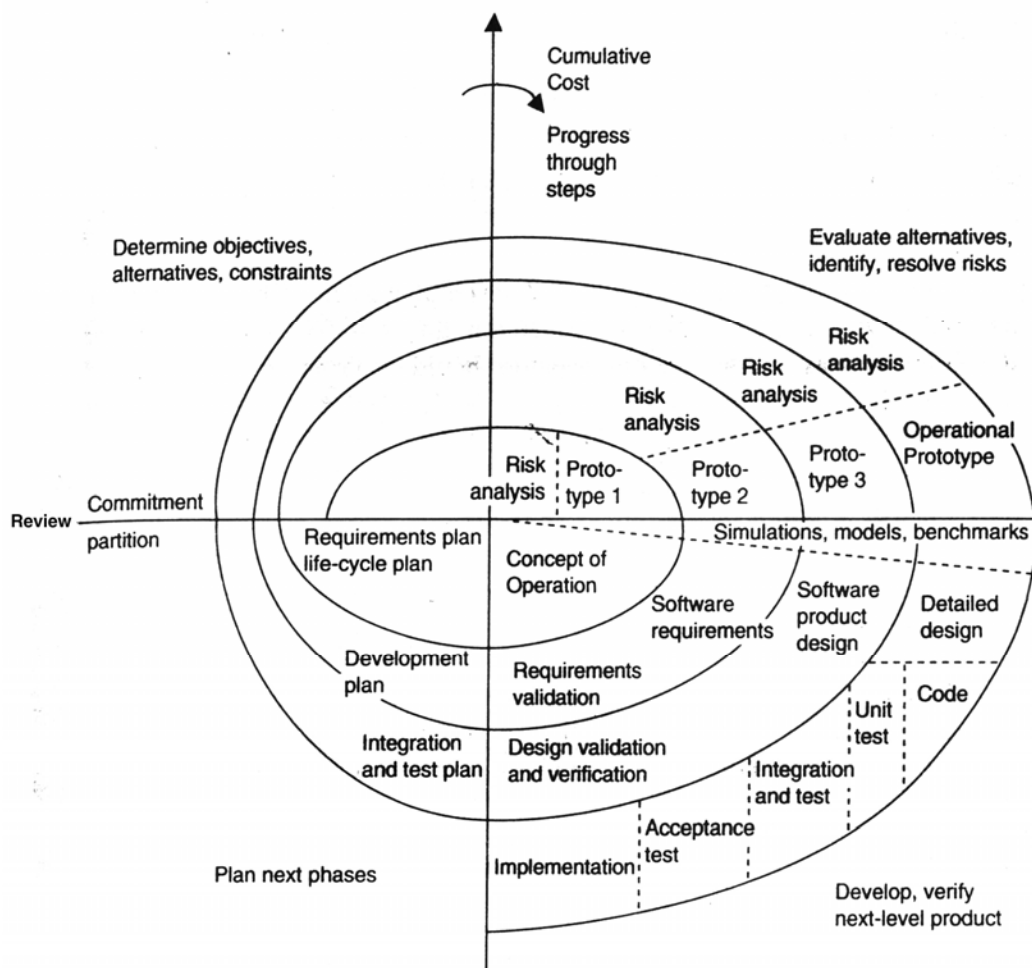 Cumulative
Cost
Progress
through
steps
Determine objectives,
alternatives, constraints
Evaluate alternatives,
identify, resolve risks
Risk
analysis
Risk
analysis
Risk
analysis
Risk
analysis
Proto-
type 1
Proto-
type 2
Proto-
type 3
Operational
Prototype
Review
Commitment
partition
Simulations, models, benchmarks
Requirements plan
life-cycle plan
Concept of
Operation
Software
requirements
Software
product
design
Detailed
design
Development
plan
Requirements
validation
Code
Unit
test
Integration
and test plan
Design validation
and verification
Integration
and test
Acceptance
test
Implementation
Plan next phases
Develop, verify
next-level product